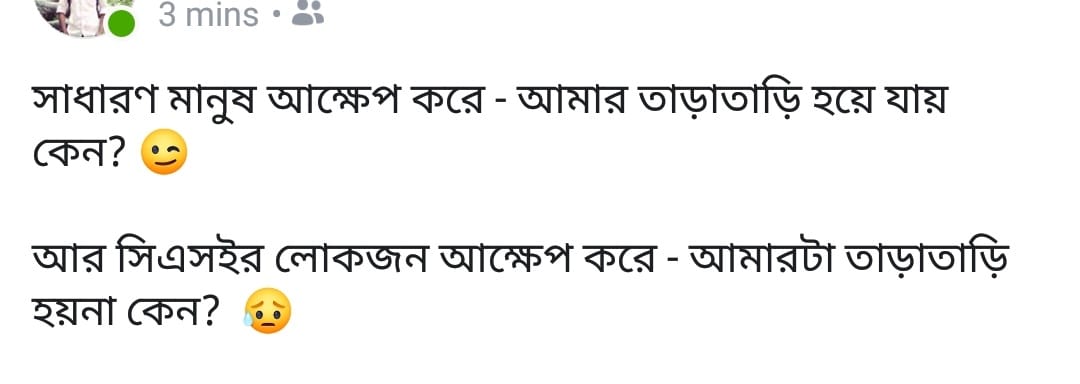 3 mins •
সাধারণ মানুষ আক্ষেপ করে - আমার তাড়াতাড়ি হয়ে যায়
কেন? 😉
আর সিএসইর লোকজন আক্ষেপ করে - আমারটা তাড়াতাড়ি
হয়না কেন? 😥